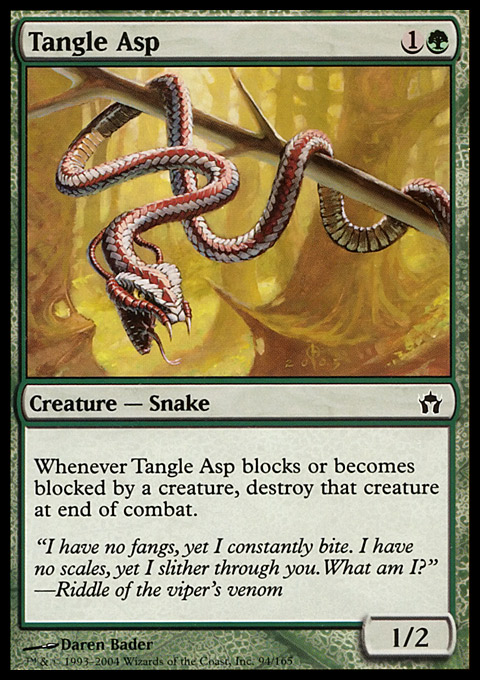 Tangle Asp 1
Creature — Snake
Whenever Tangle Asp blocks or becomes
blocked by a creature, destroy that creature
at end of combat.
“I have no fangs, yet I constantly bite. I have
no scales, yet I slither through you. What am I?”
—Riddle of the viper’s venom
Daren Bader
™ & © 1993–2004 Wizards of the Coast, Inc. 94/165
1/2